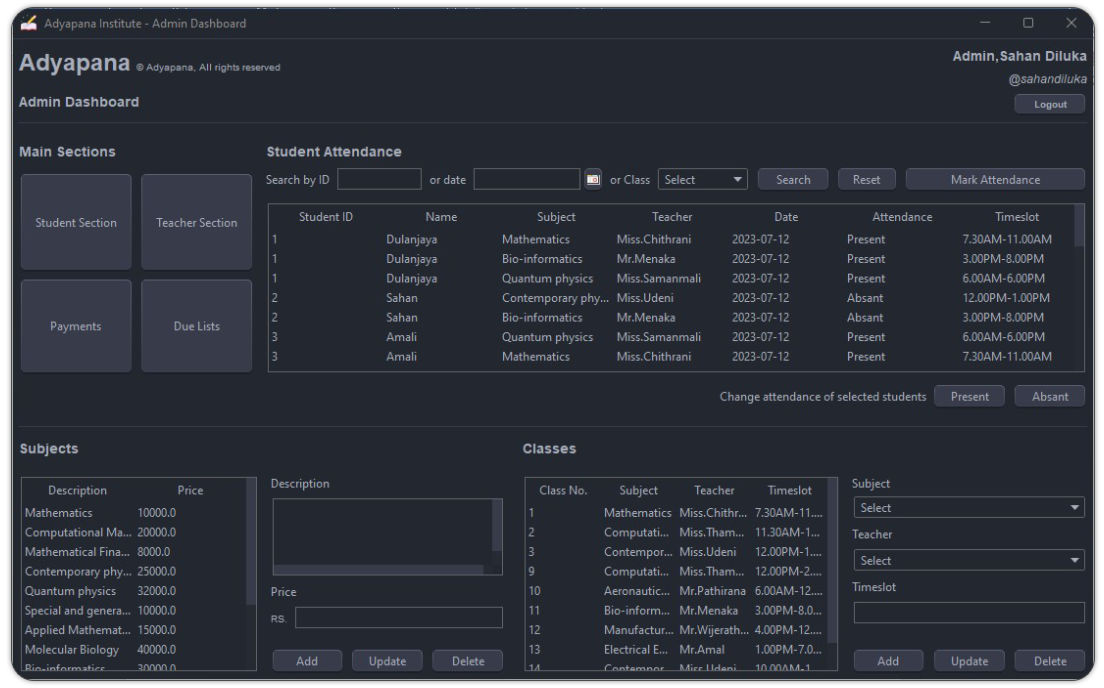 Adyapana Institute - Admin Dashboard
Adyapana © Adyapana, All rights reserved
Admin,Sahan Diluka
@sahandiluka
Admin Dashboard
Logout
Main Sections
Student Section
Teacher Section
Payments
Due Lists
Student Attendance
Search by ID or date or Class Select Search Reset Mark Attendance
Student ID Name Subject Teacher Date Attendance Timeslot
1 Dulanjaya Mathematics Miss.Chithrani 2023-07-12 Present 7.30AM-11.00AM
1 Dulanjaya Bio-informatics Mr.Menaka 2023-07-12 Present 3.00PM-8.00PM
1 Dulanjaya Quantum physics Miss.Samanmali 2023-07-12 Present 6.00AM-6.00PM
2 Sahan Contemporary phy... Miss.Udeni 2023-07-12 Absant 12.00PM-1.00PM
2 Sahan Bio-informatics Mr.Menaka 2023-07-12 Absant 3.00PM-8.00PM
3 Amali Quantum physics Miss.Samanmali 2023-07-12 Present 6.00AM-6.00PM
3 Amali Mathematics Miss.Chithrani 2023-07-12 Present 7.30AM-11.00AM
Change attendance of selected students Present Absant
Subjects
Description Price
Mathematics 10000.0
Computational Ma... 20000.0
Mathematical Fina... 8000.0
Contemporary phy... 25000.0
Quantum physics 32000.0
Special and genera... 10000.0
Applied Mathemat... 15000.0
Molecular Biology 40000.0
Bio-informatics 30000.0
Description
Price
RS.
Add Update Delete
Classes
Class No. Subject Teacher Timeslot
1 Mathematics Miss.Chithr... 7.30AM-11....
2 Computati... Miss.Tham... 11.30AM-1...
3 Contempor... Miss.Udeni 12.00PM-1....
9 Computati... Miss.Tham... 12.00PM-2....
10 Aeronautic... Mr.Pathirana 6.00AM-12....
11 Bio-inform... Mr.Menaka 3.00PM-8.0...
12 Manufactur... Mr.Wijerath... 4.00PM-12....
13 Electrical E... Mr.Amal 1.00PM-7.0...
14 Contempor... Miss.Udeni 10.00AM-1...
Subject
Select
Teacher
Select
Timeslot
Add Update Delete